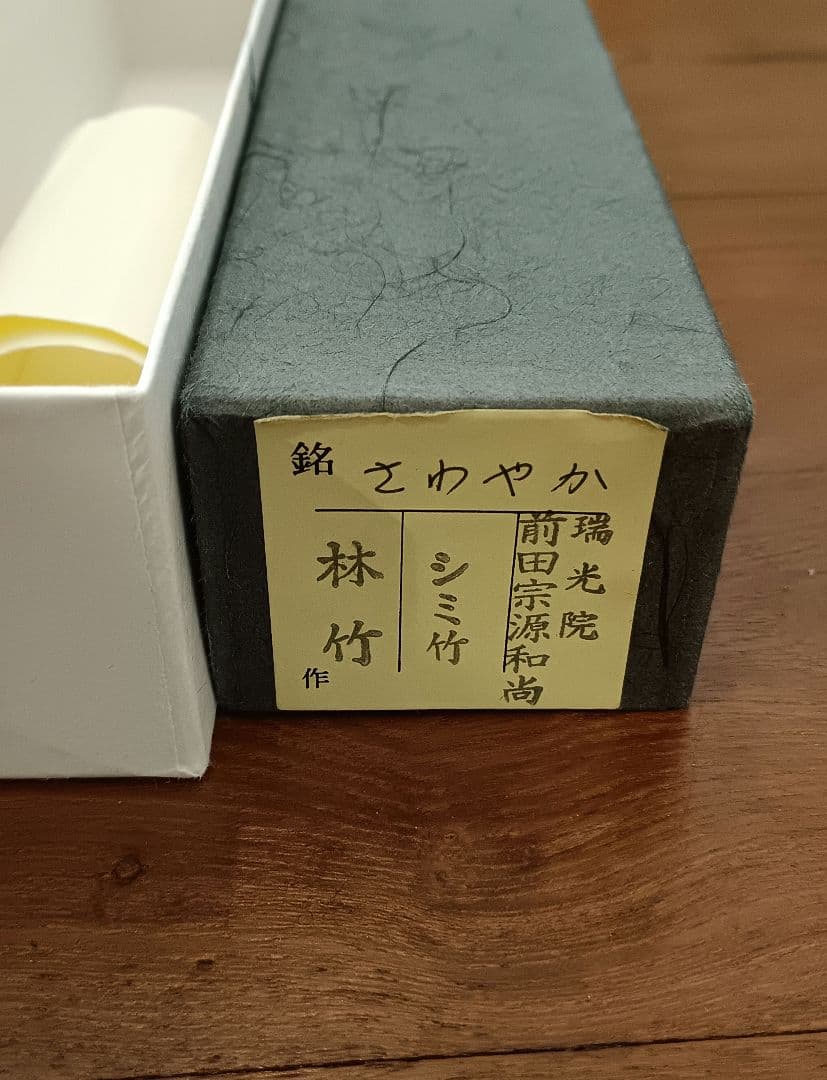 銘 さわやか
瑞光院
前田宗源和尚
シミ竹
林竹
作